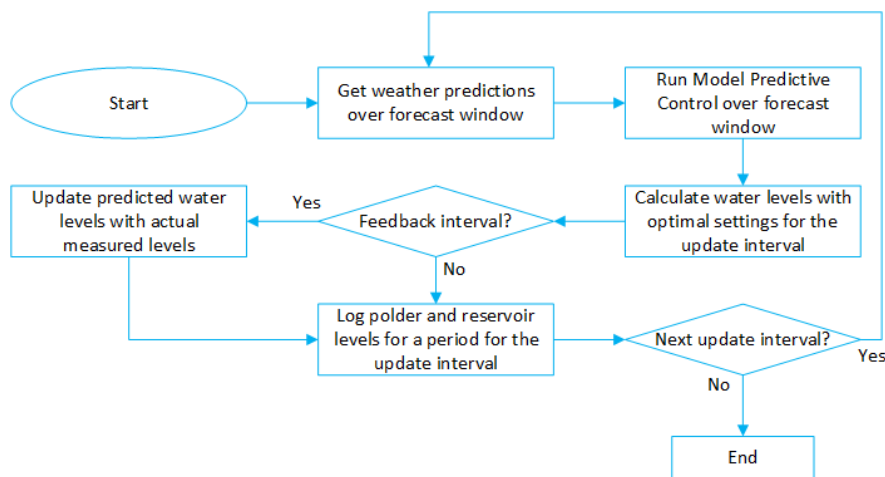 Start
Get weather predictions
over forecast window
Run Model Predictive
Control over forecast
window
Update predicted water
levels with actual
measured levels
Yes
Feedback interval?
Calculate water levels with
optimal settings for the
update interval
No
Log polder and reservoir
levels for a period for the
update interval
Next update interval?
Yes
No
End